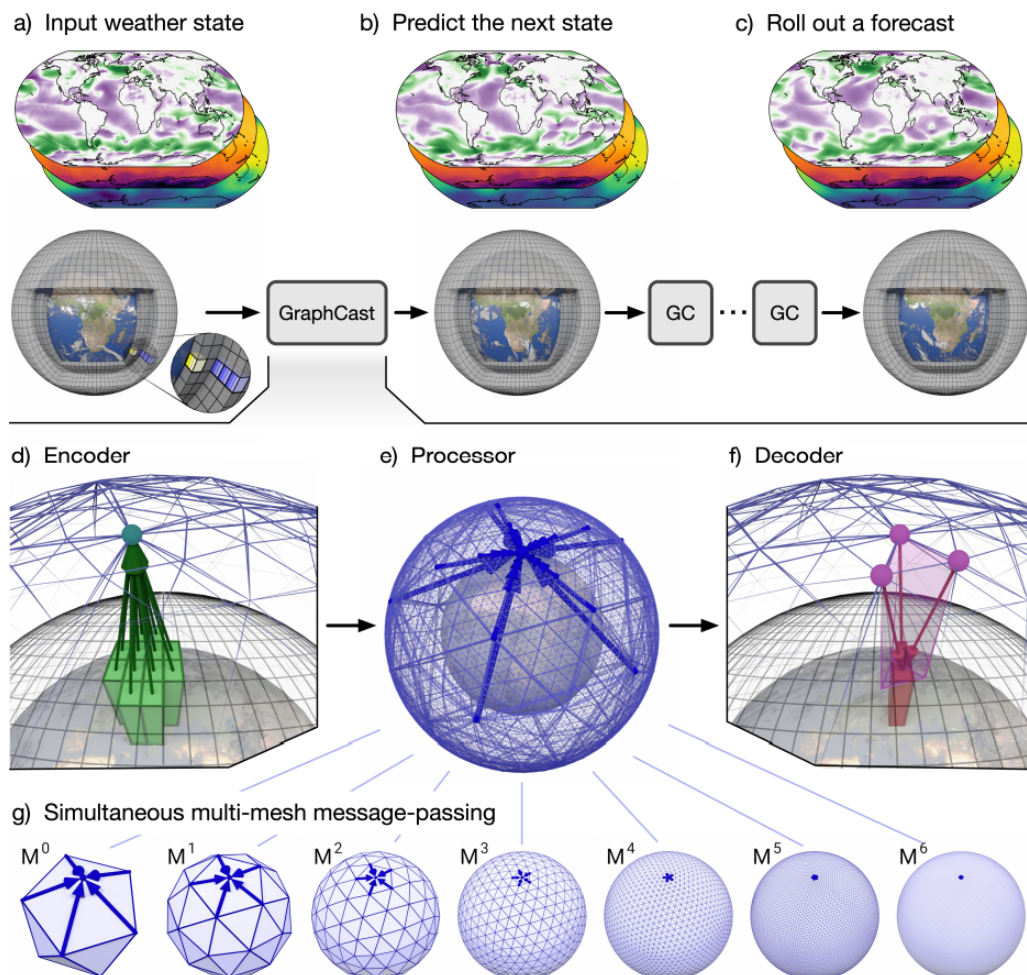 a) Input weather state
b) Predict the next state
c) Roll out a forecast
GraphCast
GC
...
GC
d) Encoder
e) Processor
f) Decoder
g) Simultaneous multi-mesh message-passing
M⁰
M¹
M²
M³
M⁴
M⁵
M⁶